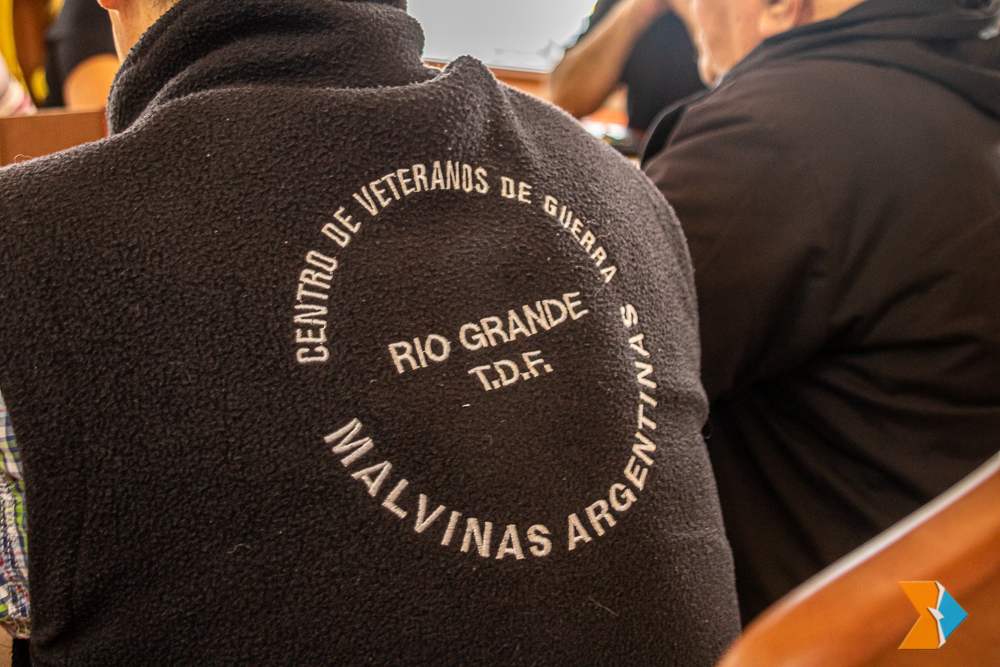 CENTRO DE VETERANOS DE GUERRA
RIO GRANDE
T.D.F.
MALVINAS ARGENTINAS